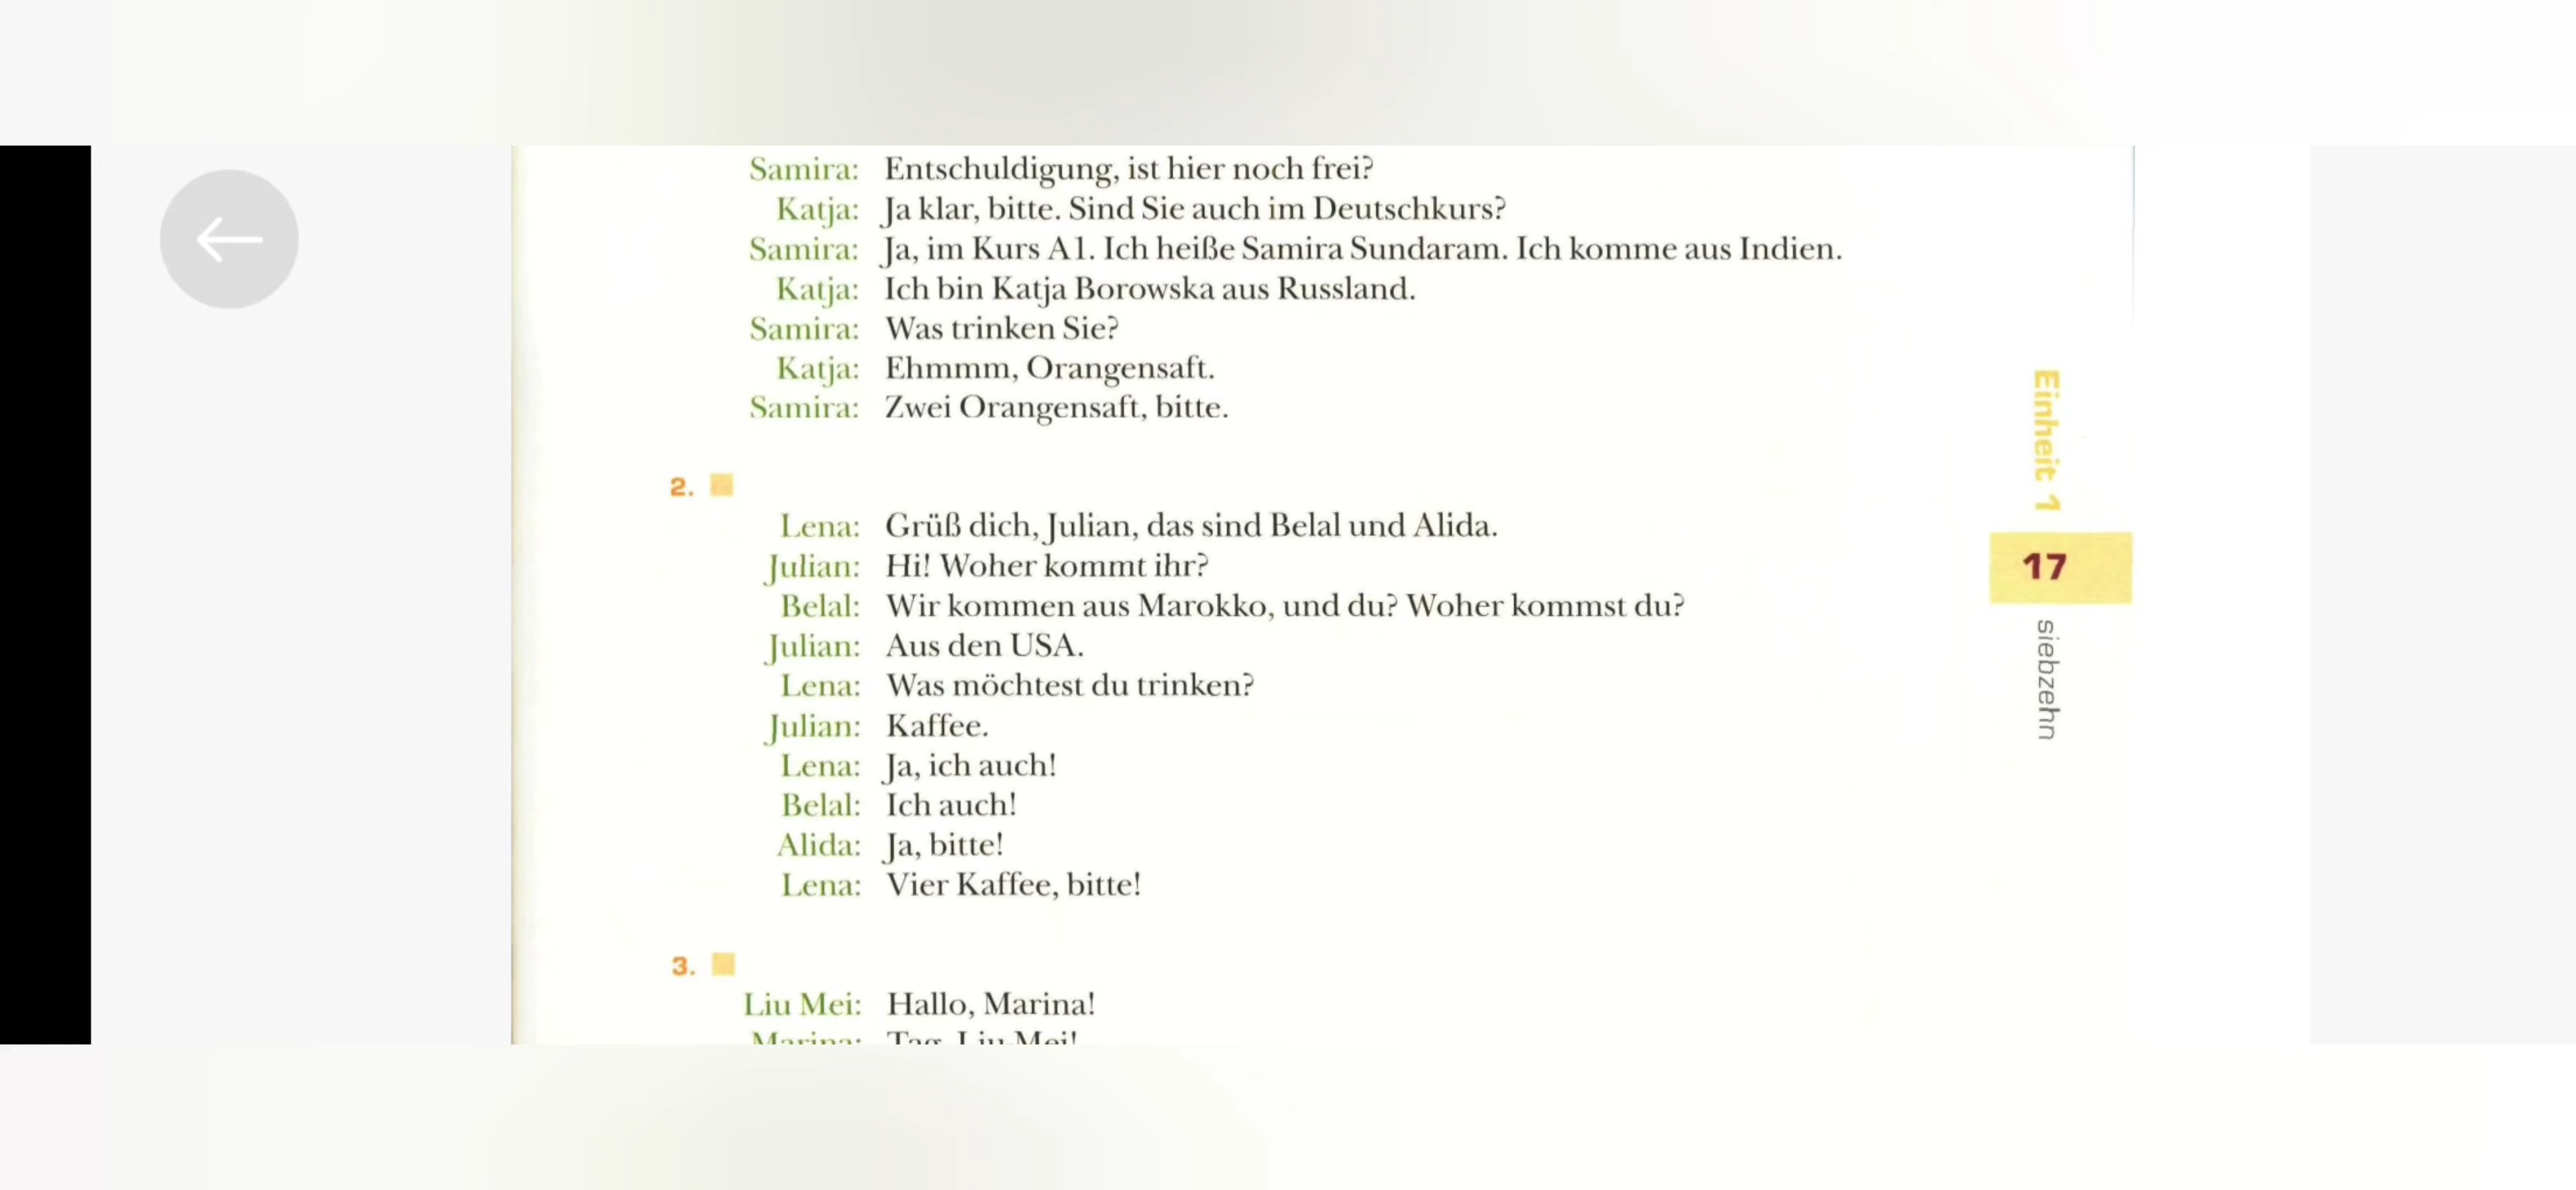 Samira: Entschuldigung, ist hier noch frei?
Katja: Ja klar, bitte. Sind Sie auch im Deutschkurs?
Samira: Ja, im Kurs A1. Ich heiße Samira Sundaram. Ich komme aus Indien.
Katja: Ich bin Katja Borowska aus Russland.
Samira: Was trinken Sie?
Katja: Ehmmm, Orangensaft.
Samira: Zwei Orangensaft, bitte.
2.
Lena: Grüß dich, Julian, das sind Belal und Alida.
Julian: Hi! Woher kommt ihr?
Belal: Wir kommen aus Marokko, und du? Woher kommst du?
Julian: Aus den USA.
Lena: Was möchtest du trinken?
Julian: Kaffee.
Lena: Ja, ich auch!
Belal: Ich auch!
Alida: Ja, bitte!
Lena: Vier Kaffee, bitte!
3.
Liu Mei: Hallo, Marina!
Marina: Tag, Liu Mei!
Einheit 1
17
siebzehn